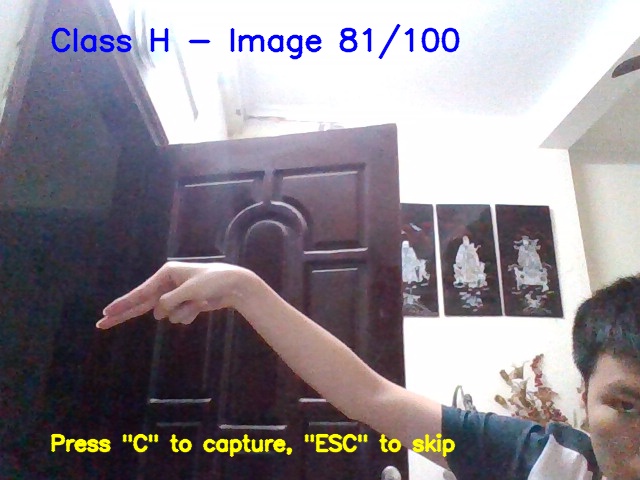 Class H - Image 81/100
Press "C" to capture, "ESC" to skip